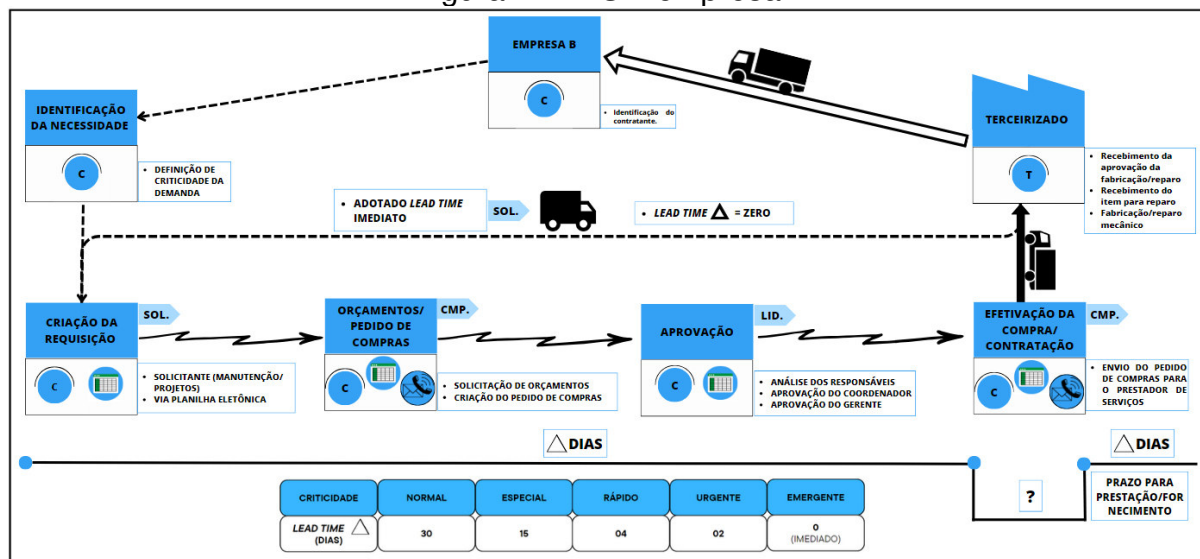 EMPRESA B
C
• Identificação do
contratante.
IDENTIFICAÇÃO
DA NECESSIDADE
C
• DEFINIÇÃO DE
CRITICIDADE DA
DEMANDA
TERCEIRIZADO
T
• Recebimento da
aprovação da
fabricação/reparo
• Recebimento do
item para reparo
• Fabricação/reparo
mecânico
• ADOTADO LEAD TIME
IMEDIATO
SOL.
• LEAD TIME △ = ZERO
CRIAÇÃO DA
REQUISIÇÃO
SOL.
C
• SOLICITANTE (MANUTENÇÃO/
PROJETOS)
• VIA PLANILHA ELETÔNICA
ORÇAMENTOS/
PEDIDO DE
COMPRAS
CMP.
C
• SOLICITAÇÃO DE ORÇAMENTOS
• CRIAÇÃO DO PEDIDO DE COMPRAS
APROVAÇÃO
LID.
C
• ANÁLISE DOS RESPONSÁVEIS
• APROVAÇÃO DO COORDENADOR
• APROVAÇÃO DO GERENTE
EFETIVAÇÃO DA
COMPRA/
CONTRATAÇÃO
CMP.
C
• ENVIO DO PEDIDO
DE COMPRAS PARA
O PRESTADOR DE
SERVIÇOS
△ DIAS
△ DIAS
?
PRAZO PARA
PRESTAÇÃO/FOR
NECIMENTO
CRITICIDADE NORMAL ESPECIAL RÁPIDO URGENTE EMERGENTE
LEAD TIME △
(DIAS) 30 15 04 02 0
(IMEDIADO)